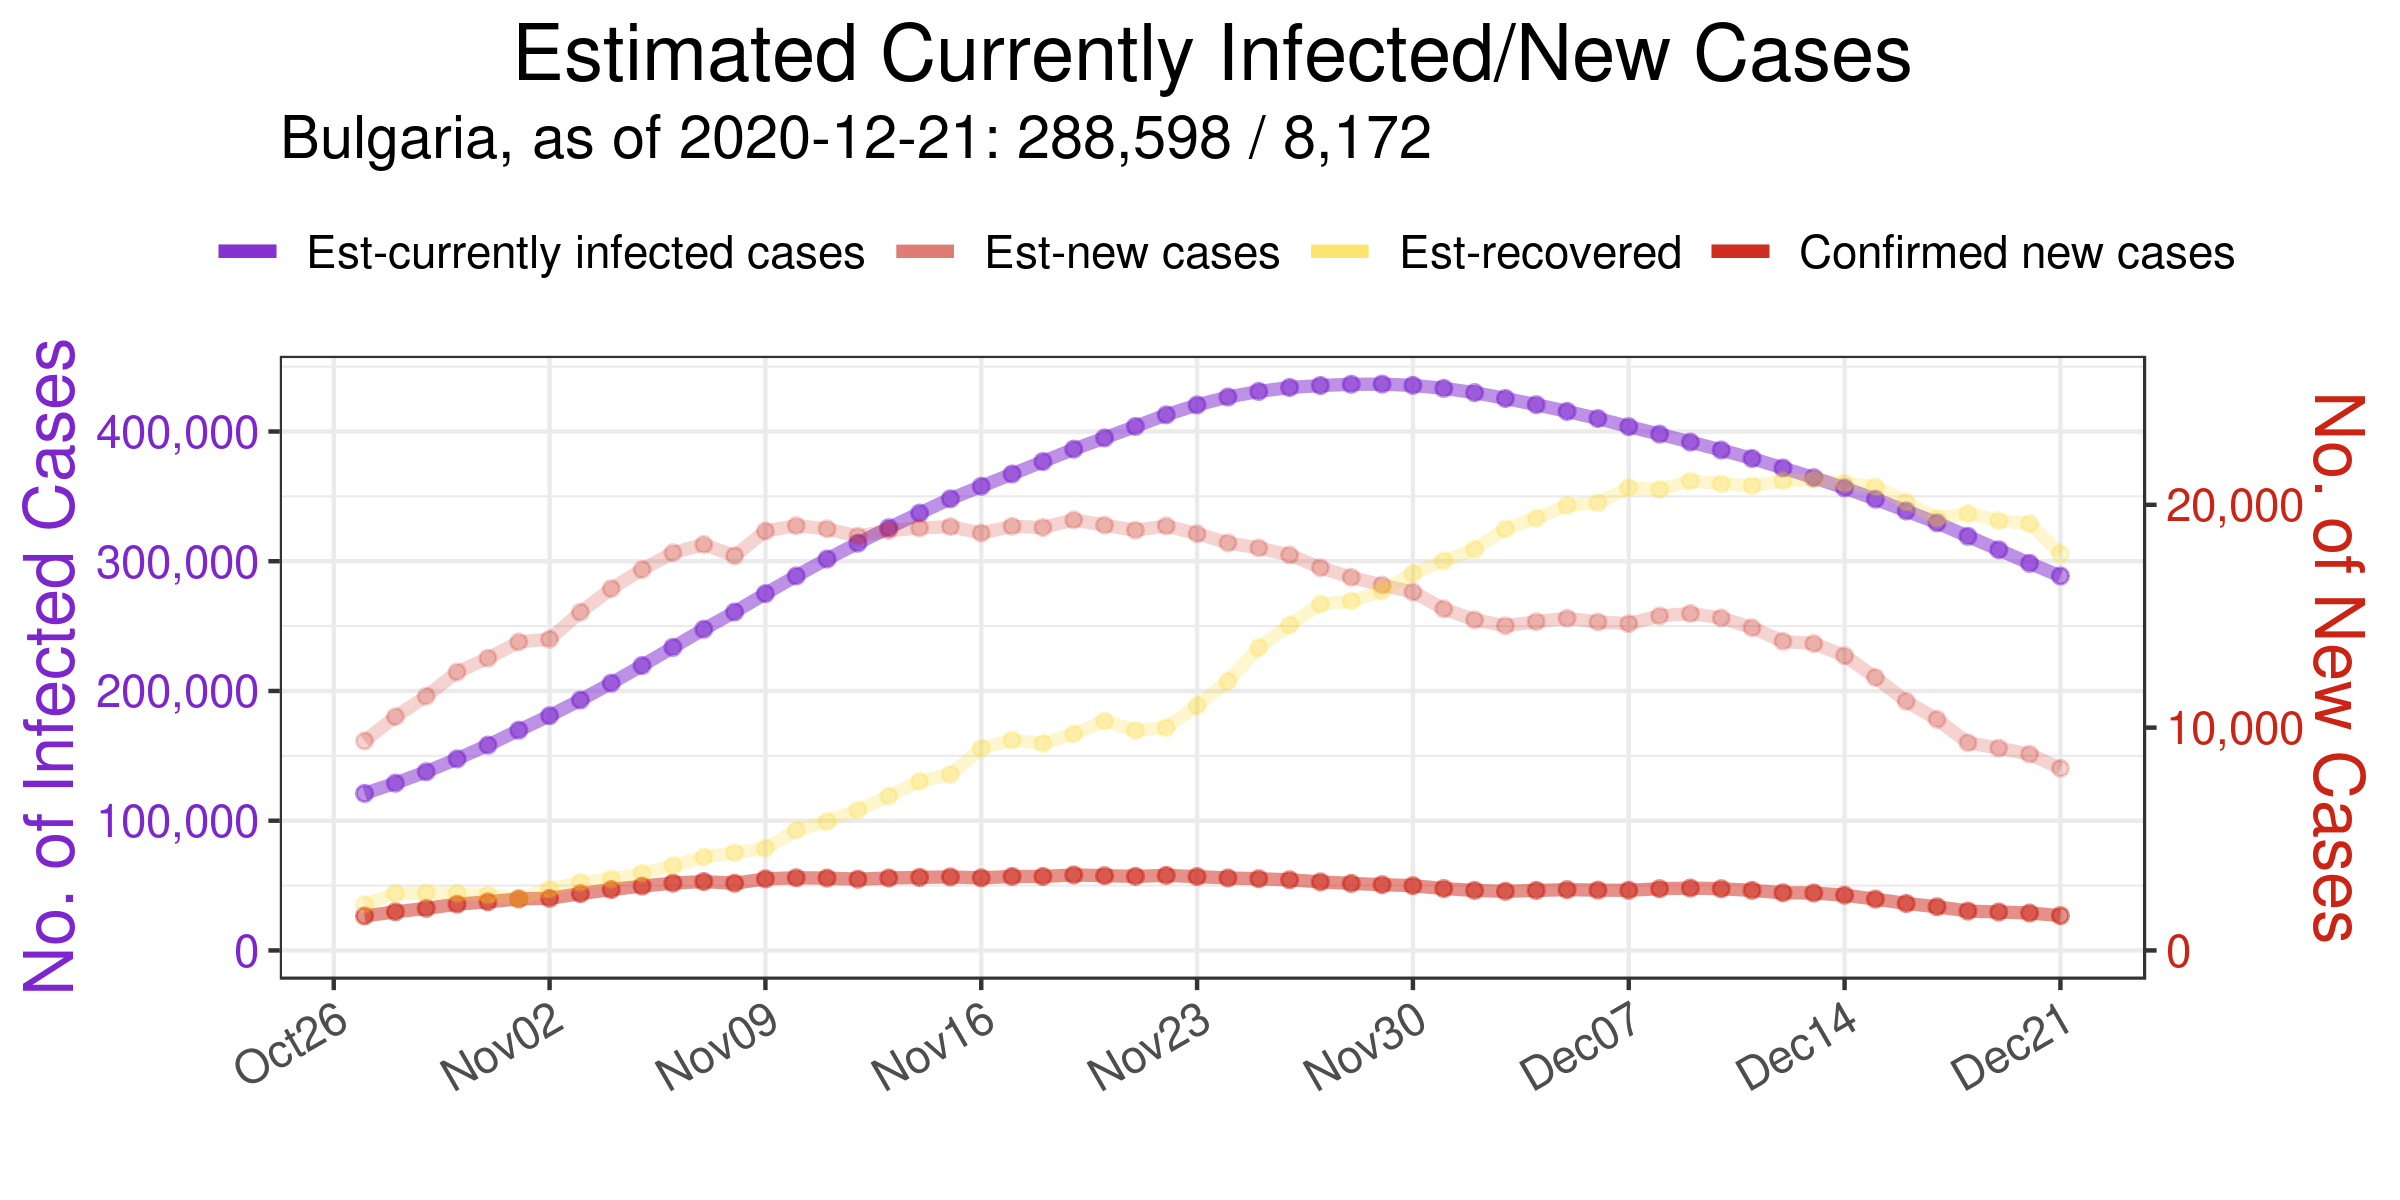 Estimated Currently Infected/New Cases
Bulgaria, as of 2020-12-21: 288,598 / 8,172
Est-currently infected cases Est-new cases Est-recovered Confirmed new cases
No. of Infected Cases
400,000
300,000
200,000
100,000
0
20,000
10,000
0
No. of New Cases
Oct26 Nov02 Nov09 Nov16 Nov23 Nov30 Dec07 Dec14 Dec21